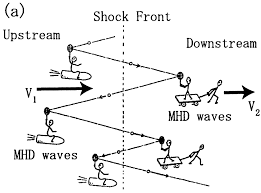 (a)
Shock Front
Upstream
Downstream
V1
V2
MHD waves
MHD waves